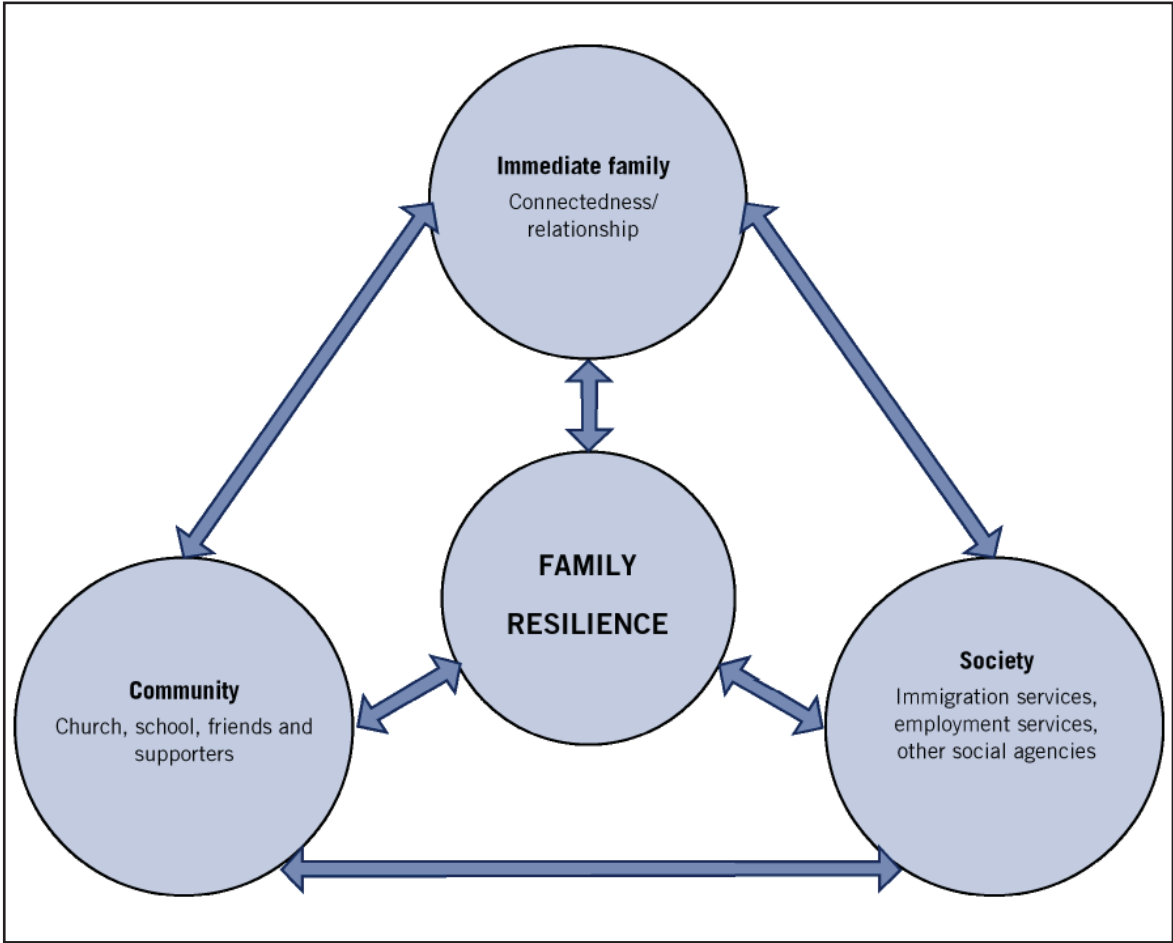 Immediate family
Connectedness/
relationship
FAMILY
RESILIENCE
Community
Church, school, friends and
supporters
Society
Immigration services,
employment services,
other social agencies